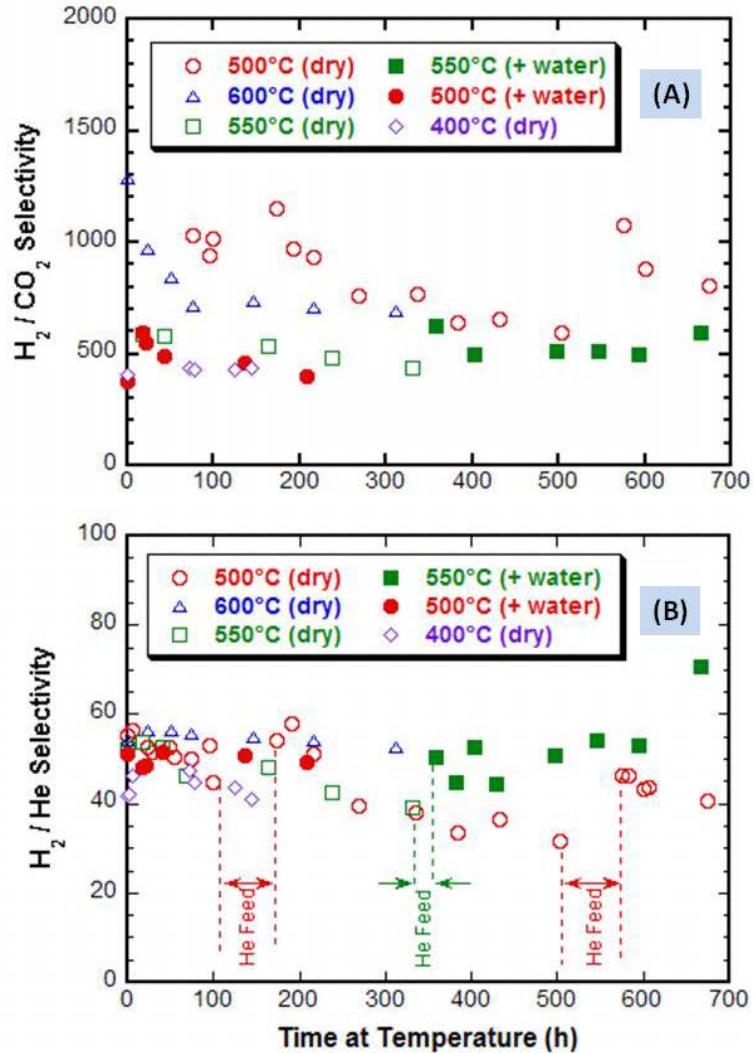 2000
1500
1000
500
0
H2 / CO2 Selectivity
500°C (dry)
550°C (+ water)
600°C (dry)
500°C (+ water)
550°C (dry)
400°C (dry)
(A)
0 100 200 300 400 500 600 700
100
80
60
40
20
0
H2 / He Selectivity
500°C (dry)
550°C (+ water)
600°C (dry)
500°C (+ water)
550°C (dry)
400°C (dry)
(B)
He Feed
He Feed
He Feed
0 100 200 300 400 500 600 700
Time at Temperature (h)